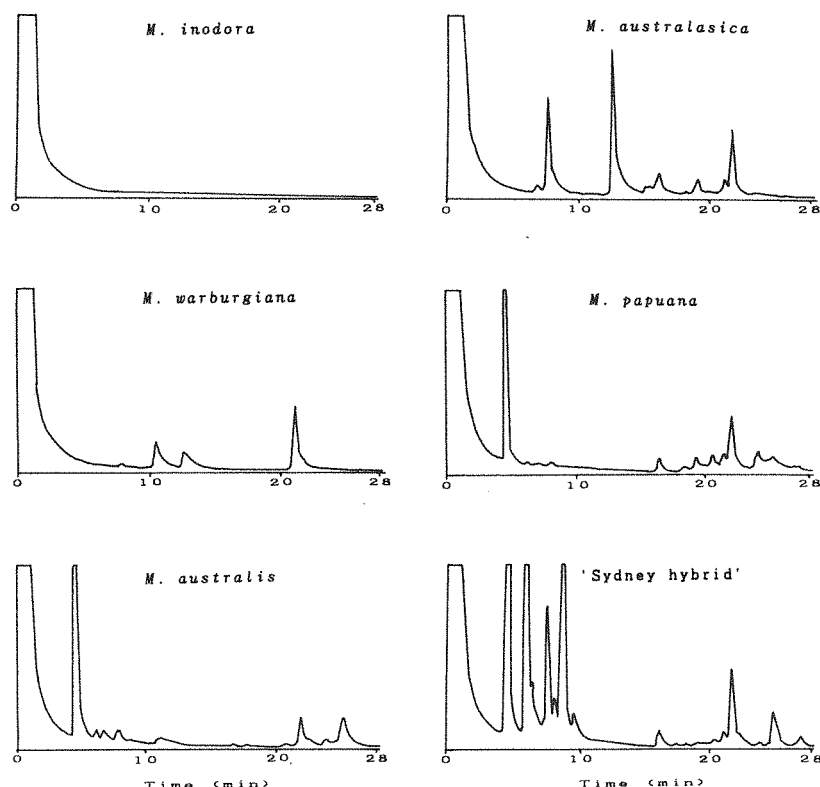 M. inodora
0 10 20 28
M. australasica
0 10 20 28
M. warburgiana
0 10 20 28
M. papuana
0 10 20 28
M. australis
0 10 20 28
Time (min)
'Sydney hybrid'
0 10 20 28
Time (min)